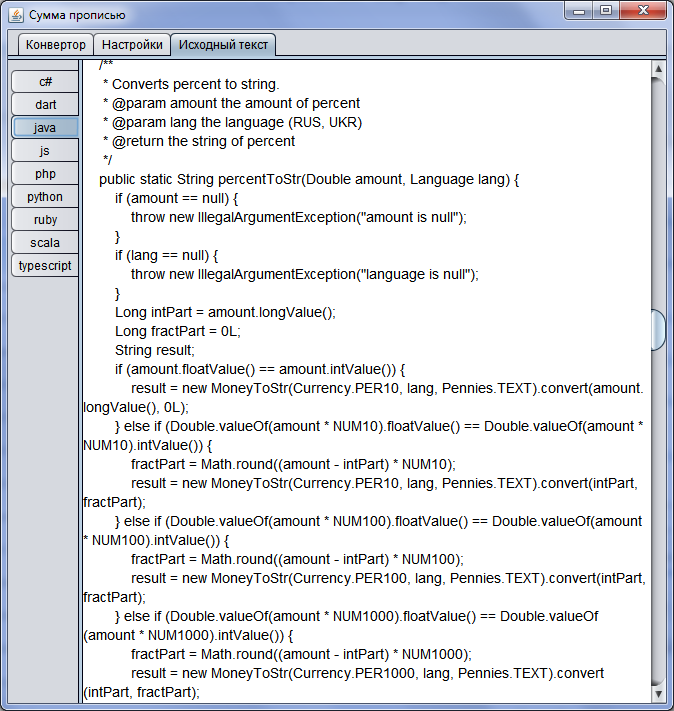 Сумма прописью
Конвертор Настройки Исходный текст
c#
dart
java
js
php
python
ruby
scala
typescript
/**
* Converts percent to string.
* @param amount the amount of percent
* @param lang the language (RUS, UKR)
* @return the string of percent
*/
public static String percentToStr(Double amount, Language lang) {
if (amount == null) {
throw new IllegalArgumentException("amount is null");
}
if (lang == null) {
throw new IllegalArgumentException("language is null");
}
Long intPart = amount.longValue();
Long fractPart = 0L;
String result;
if (amount.floatValue() == amount.intValue()) {
result = new MoneyToStr(Currency.PER10, lang, Pennies.TEXT).convert(amount.
longValue(), 0L);
} else if (Double.valueOf(amount * NUM10).floatValue() == Double.valueOf(amount *
NUM10).intValue()) {
fractPart = Math.round((amount - intPart) * NUM10);
result = new MoneyToStr(Currency.PER10, lang, Pennies.TEXT).convert(intPart,
fractPart);
} else if (Double.valueOf(amount * NUM100).floatValue() == Double.valueOf(amount
* NUM100).intValue()) {
fractPart = Math.round((amount - intPart) * NUM100);
result = new MoneyToStr(Currency.PER100, lang, Pennies.TEXT).convert(intPart,
fractPart);
} else if (Double.valueOf(amount * NUM1000).floatValue() == Double.valueOf
(amount * NUM1000).intValue()) {
fractPart = Math.round((amount - intPart) * NUM1000);
result = new MoneyToStr(Currency.PER1000, lang, Pennies.TEXT).convert
(intPart, fractPart);